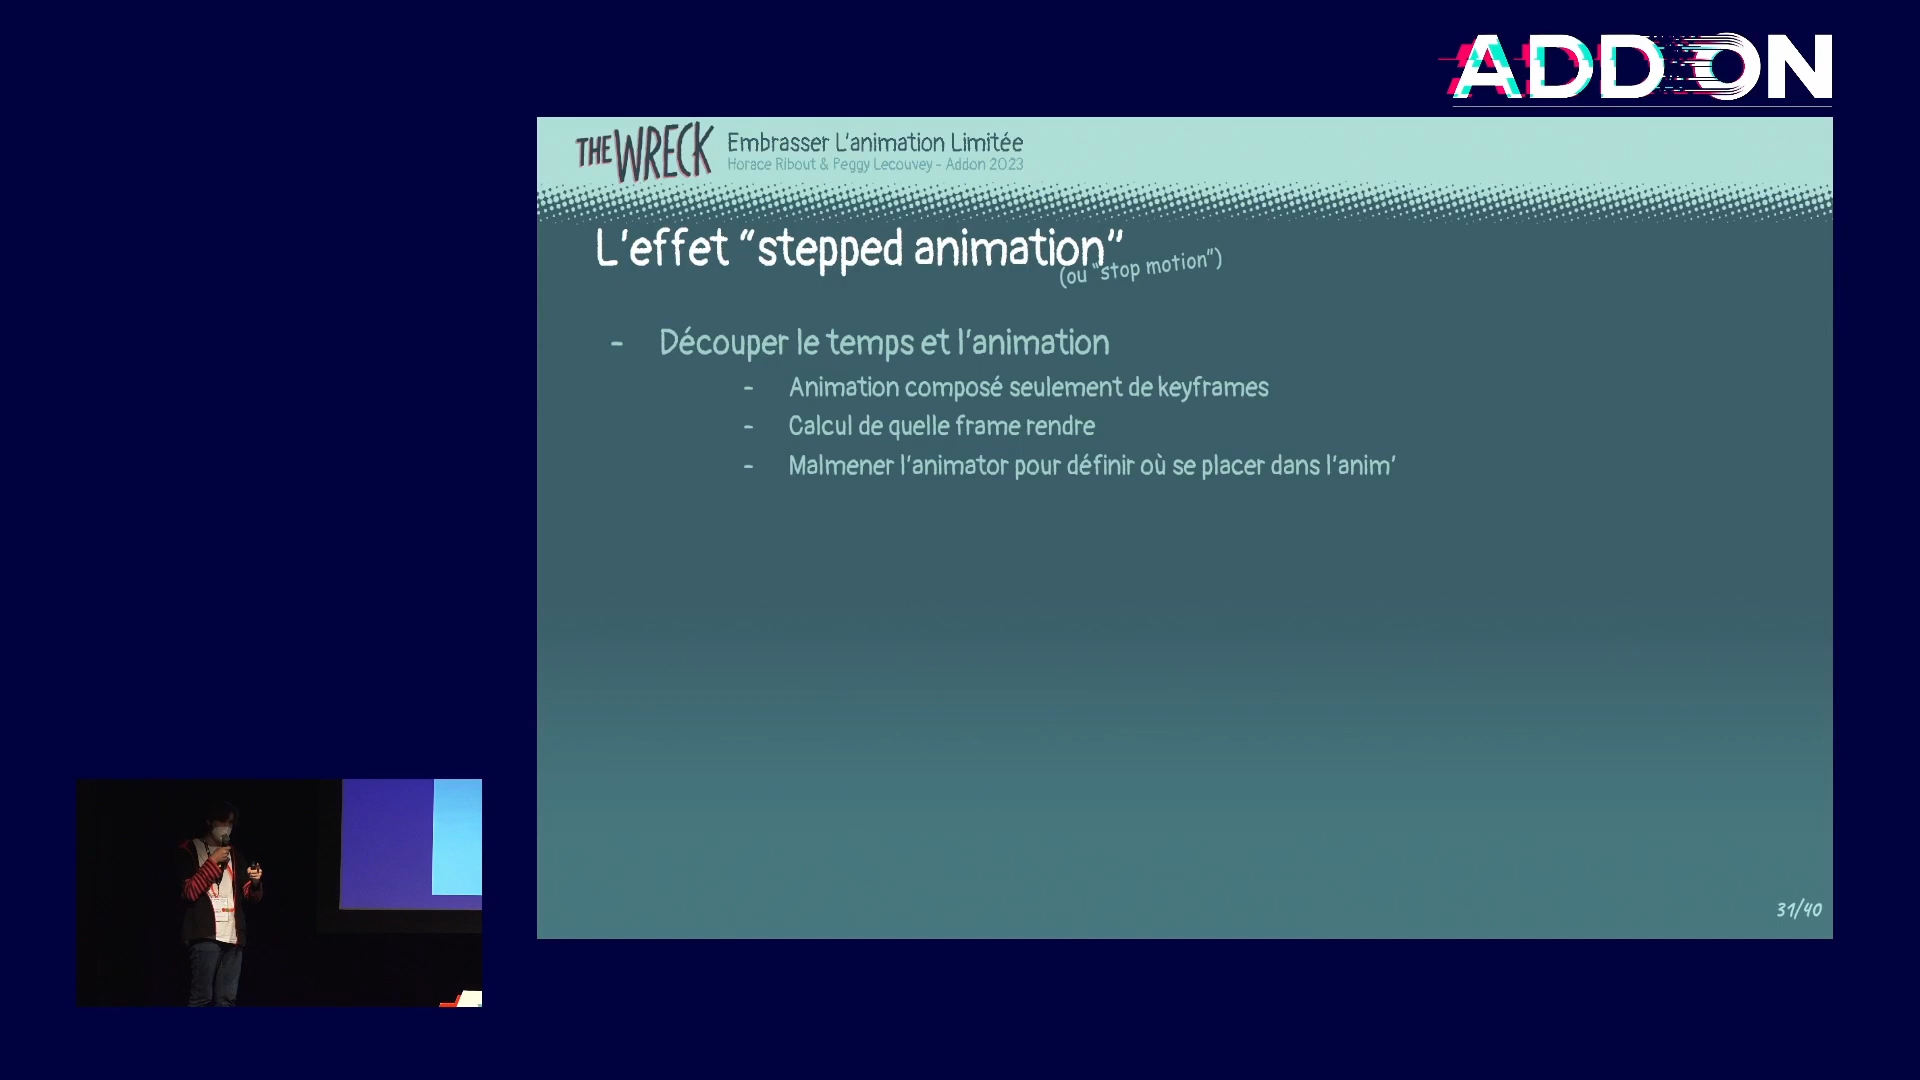 ADD ON
THE WRECK
Embrasser L'animation Limitée
Horace Ribout & Peggy Lecouvey - Addon 2023
L'effet "stepped animation"
(ou "stop motion")
- Découper le temps et l'animation
- Animation composé seulement de keyframes
- Calcul de quelle frame rendre
- Malmener l'animator pour définir où se placer dans l'anim'
31/40